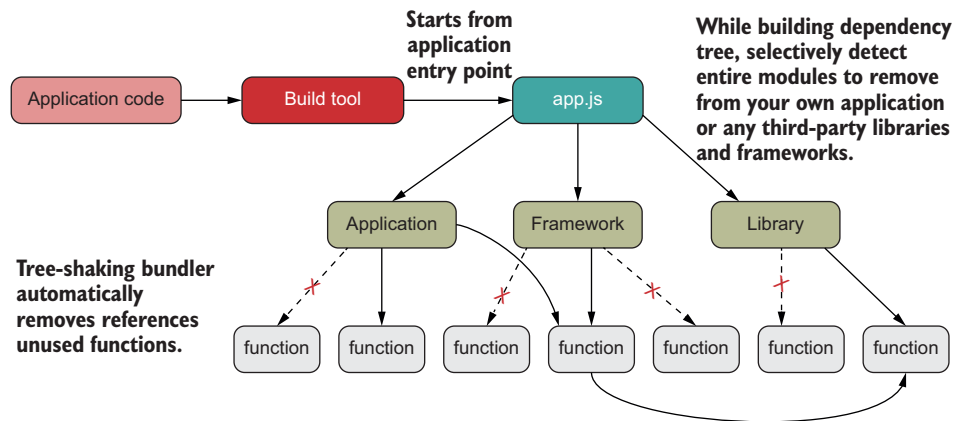 Starts from
application
entry point
While building dependency
tree, selectively detect
entire modules to remove
from your own application
or any third-party libraries
and frameworks.
Application code
Build tool
app.js
Application
Framework
Library
Tree-shaking bundler
automatically
removes references
unused functions.
function
function
function
function
function
function
function